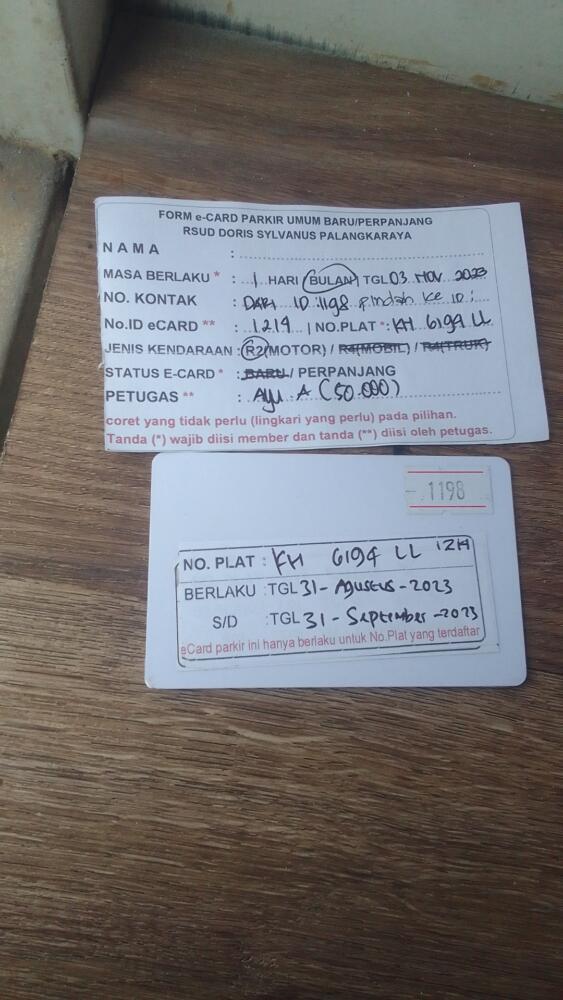 FORM e-CARD PARKIR UMUM BARU/PERPANJANG
RSUD DORIS SYLVANUS PALANGKARAYA
N A M A :
MASA BERLAKU * : 1 HARI / BULAN / TGL 03 NOV 2023
NO. KONTAK : DARI ID 1198 pindah ke ID :
No.ID eCARD ** : 1214 | NO.PLAT *: KH 6194 LL
JENIS KENDARAAN : R2(MOTOR) / R4(MOBIL) / R4(TRUK)
STATUS E-CARD * : BARU / PERPANJANG
PETUGAS ** : Ayu A (50.000)
coret yang tidak perlu (lingkari yang perlu) pada pilihan.
Tanda (*) wajib diisi member dan tanda (**) diisi oleh petugas.
1198
NO. PLAT : KH 6194 LL
BERLAKU :TGL 31 - Agustus - 2023
S/D :TGL 31 - September - 2023
eCard parkir ini hanya berlaku untuk No.Plat yang terdaftar